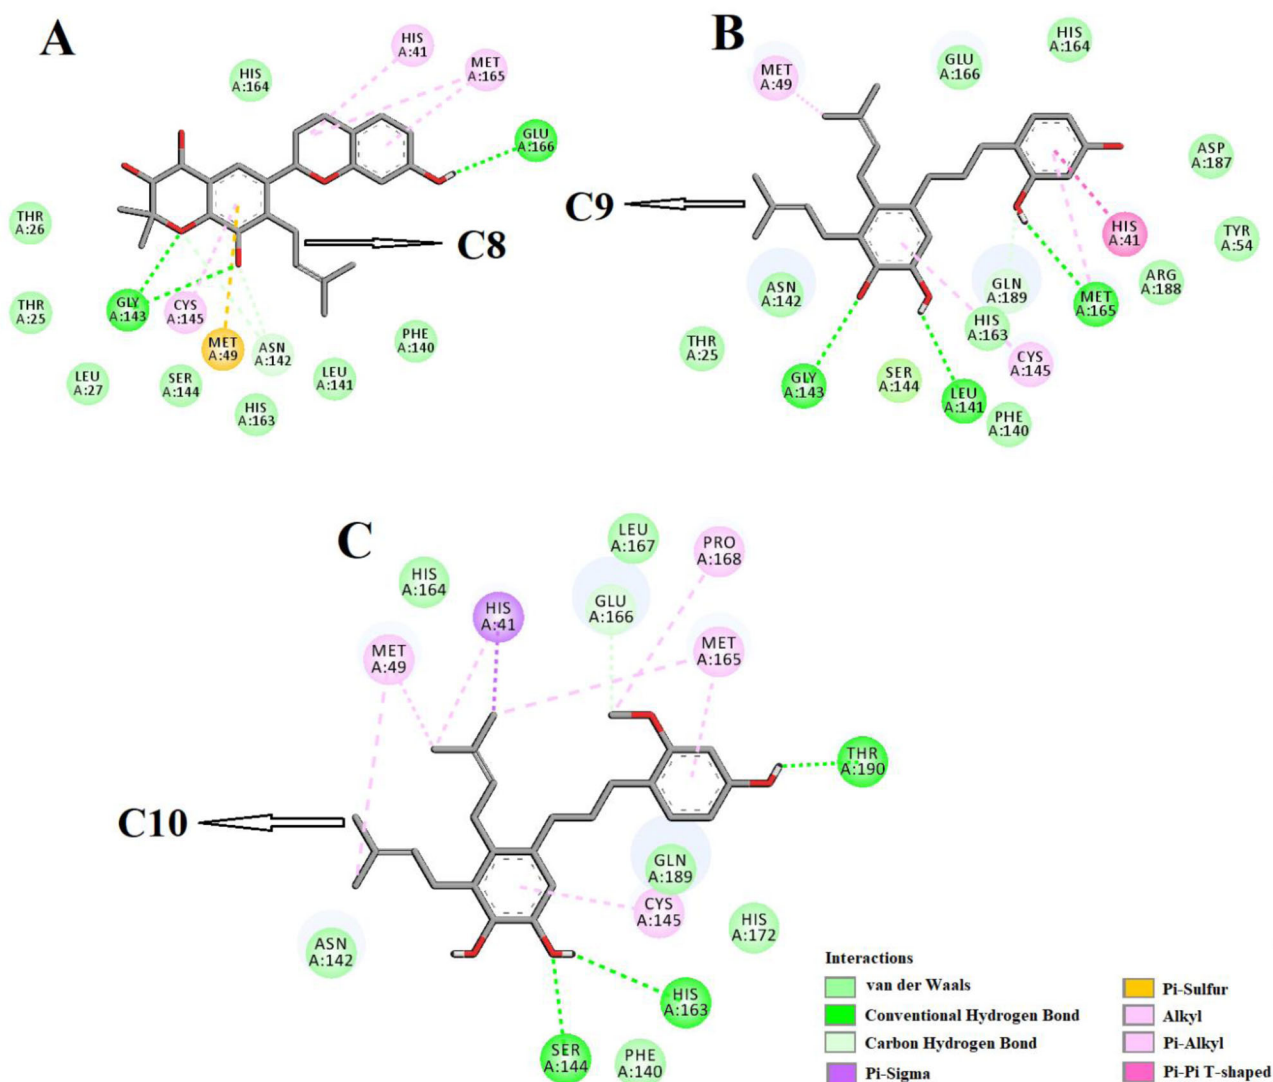 A
HIS
A:41
MET
A:165
HIS
A:164
GLU
A:166
THR
A:26
THR
A:25
GLY
A:143
CYS
A:145
MET
A:49
ASN
A:142
PHE
A:140
LEU
A:141
LEU
A:27
SER
A:144
HIS
A:163
C8
B
HIS
A:164
GLU
A:166
MET
A:49
ASP
A:187
C9
HIS
A:41
TYR
A:54
ARG
A:188
MET
A:165
GLN
A:189
ASN
A:142
HIS
A:163
CYS
A:145
THR
A:25
GLY
A:143
SER
A:144
LEU
A:141
PHE
A:140
C
LEU
A:167
PRO
A:168
HIS
A:164
HIS
A:41
GLU
A:166
MET
A:49
MET
A:165
THR
A:190
C10
GLN
A:189
CYS
A:145
HIS
A:172
ASN
A:142
HIS
A:163
SER
A:144
PHE
A:140
Interactions
van der Waals
Conventional Hydrogen Bond
Carbon Hydrogen Bond
Pi-Sigma
Pi-Sulfur
Alkyl
Pi-Alkyl
Pi-Pi T-shaped